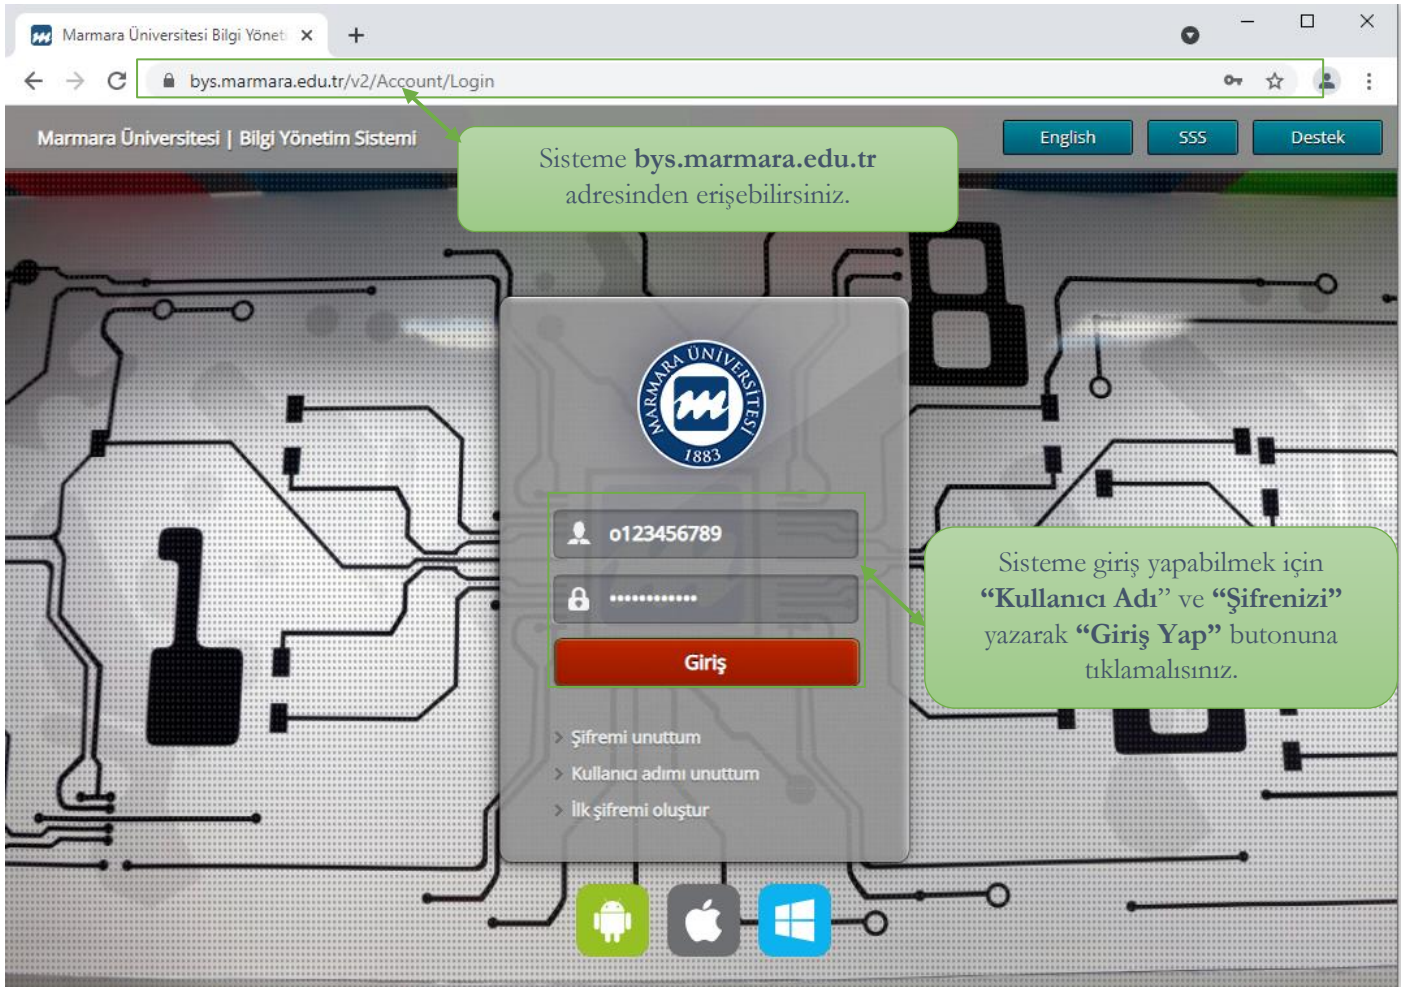 Marmara Üniversitesi Bilgi Yönet
bys.marmara.edu.tr/v2/Account/Login
Marmara Üniversitesi | Bilgi Yönetim Sistemi
English
SSS
Destek
Sisteme bys.marmara.edu.tr
adresinden erişebilirsiniz.
MARMARA ÜNİVERSİTESİ
m
1883
o123456789
••••••••••••
Giriş
Sisteme giriş yapabilmek için
“Kullanıcı Adı” ve “Şifrenizi”
yazarak “Giriş Yap” butonuna
tıklamalısınız.
> Şifremi unuttum
> Kullanıcı adımı unuttum
> İlk şifremi oluştur